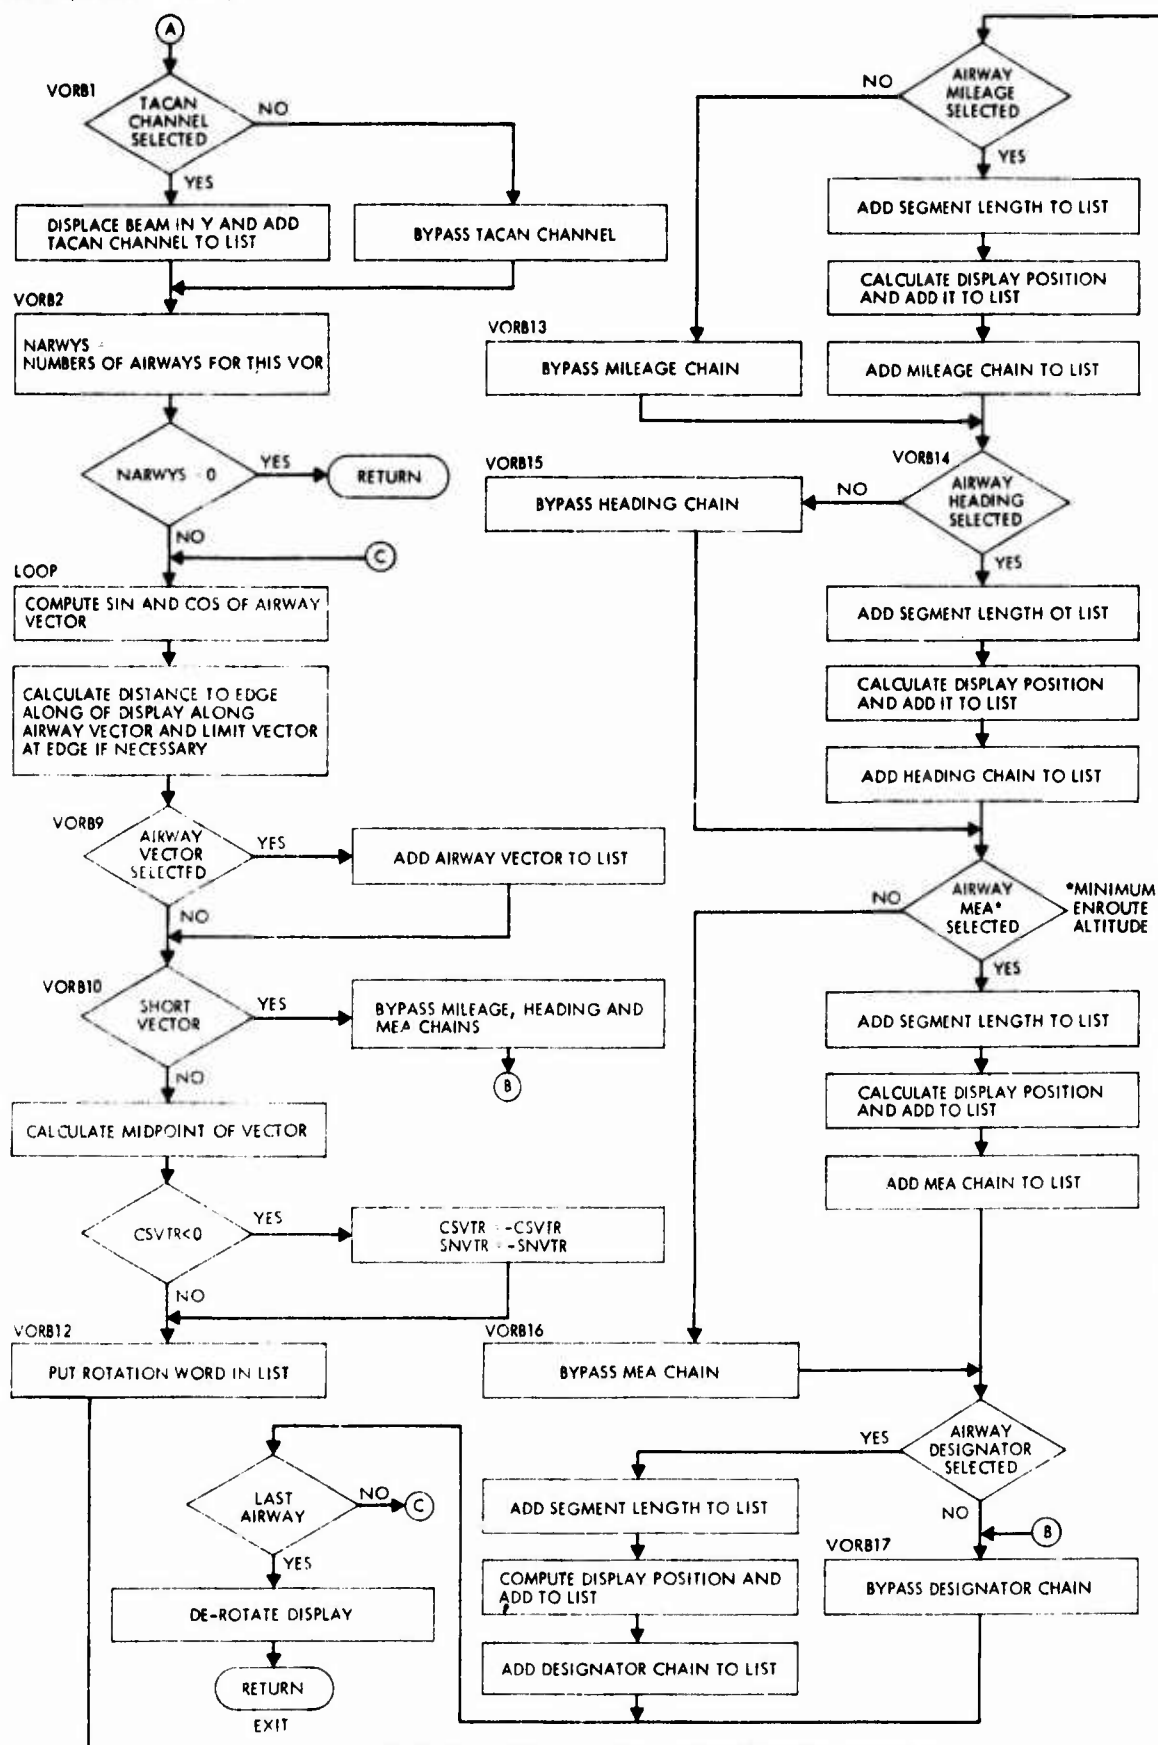 A
VORB1
TACAN
CHANNEL
SELECTED
NO
YES
DISPLACE BEAM IN Y AND ADD
TACAN CHANNEL TO LIST
BYPASS TACAN CHANNEL
VORB2
NARWYS =
NUMBERS OF AIRWAYS FOR THIS VOR
NARWYS = 0
YES
RETURN
NO
C
LOOP
COMPUTE SIN AND COS OF AIRWAY
VECTOR
CALCULATE DISTANCE TO EDGE
ALONG OF DISPLAY ALONG
AIRWAY VECTOR AND LIMIT VECTOR
AT EDGE IF NECESSARY
VORB9
AIRWAY
VECTOR
SELECTED
YES
ADD AIRWAY VECTOR TO LIST
NO
VORB10
SHORT
VECTOR
YES
BYPASS MILEAGE, HEADING AND
MEA CHAINS
B
NO
CALCULATE MIDPOINT OF VECTOR
CSVTR<0
YES
CSVTR = -CSVTR
SNVTR = -SNVTR
NO
VORB12
PUT ROTATION WORD IN LIST
AIRWAY
MILEAGE
SELECTED
NO
YES
ADD SEGMENT LENGTH TO LIST
CALCULATE DISPLAY POSITION
AND ADD IT TO LIST
ADD MILEAGE CHAIN TO LIST
VORB13
BYPASS MILEAGE CHAIN
VORB14
AIRWAY
HEADING
SELECTED
NO
VORB15
BYPASS HEADING CHAIN
YES
ADD SEGMENT LENGTH OT LIST
CALCULATE DISPLAY POSITION
AND ADD IT TO LIST
ADD HEADING CHAIN TO LIST
AIRWAY
MEA*
SELECTED
*MINIMUM
ENROUTE
ALTITUDE
NO
YES
ADD SEGMENT LENGTH TO LIST
CALCULATE DISPLAY POSITION
AND ADD TO LIST
ADD MEA CHAIN TO LIST
VORB16
BYPASS MEA CHAIN
AIRWAY
DESIGNATOR
SELECTED
YES
NO
B
VORB17
BYPASS DESIGNATOR CHAIN
ADD SEGMENT LENGTH TO LIST
COMPUTE DISPLAY POSITION AND
ADD TO LIST
ADD DESIGNATOR CHAIN TO LIST
LAST
AIRWAY
NO
C
YES
DE-ROTATE DISPLAY
RETURN
EXIT